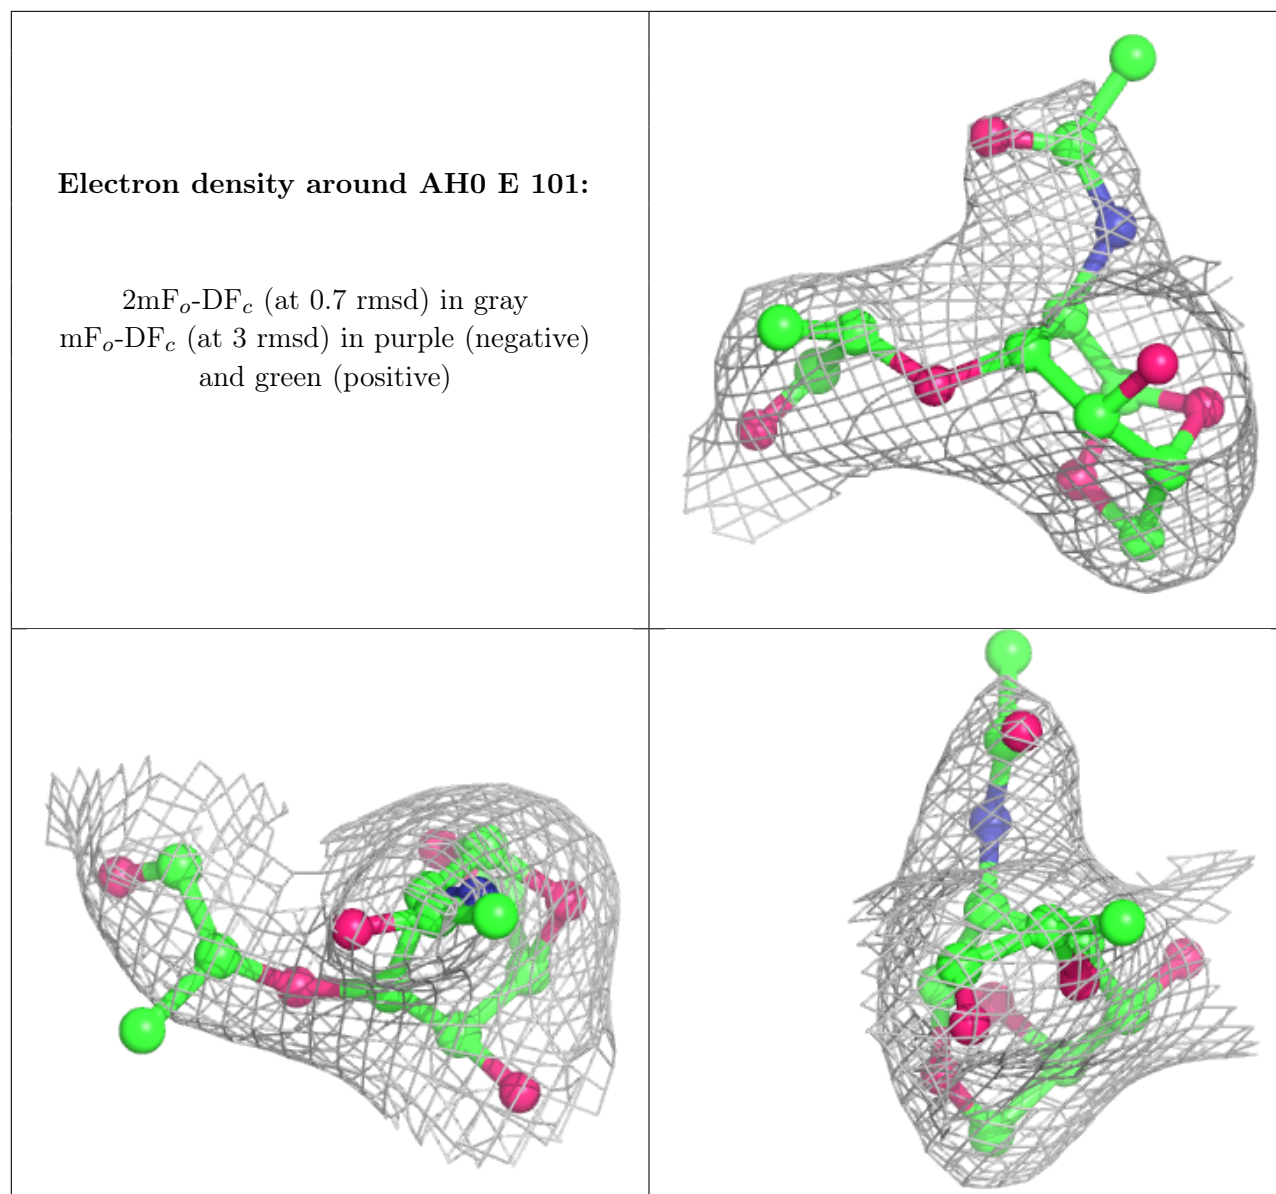 Electron density around AH0 E 101:
2mFo-DFc (at 0.7 rmsd) in gray
mFo-DFc (at 3 rmsd) in purple (negative)
and green (positive)